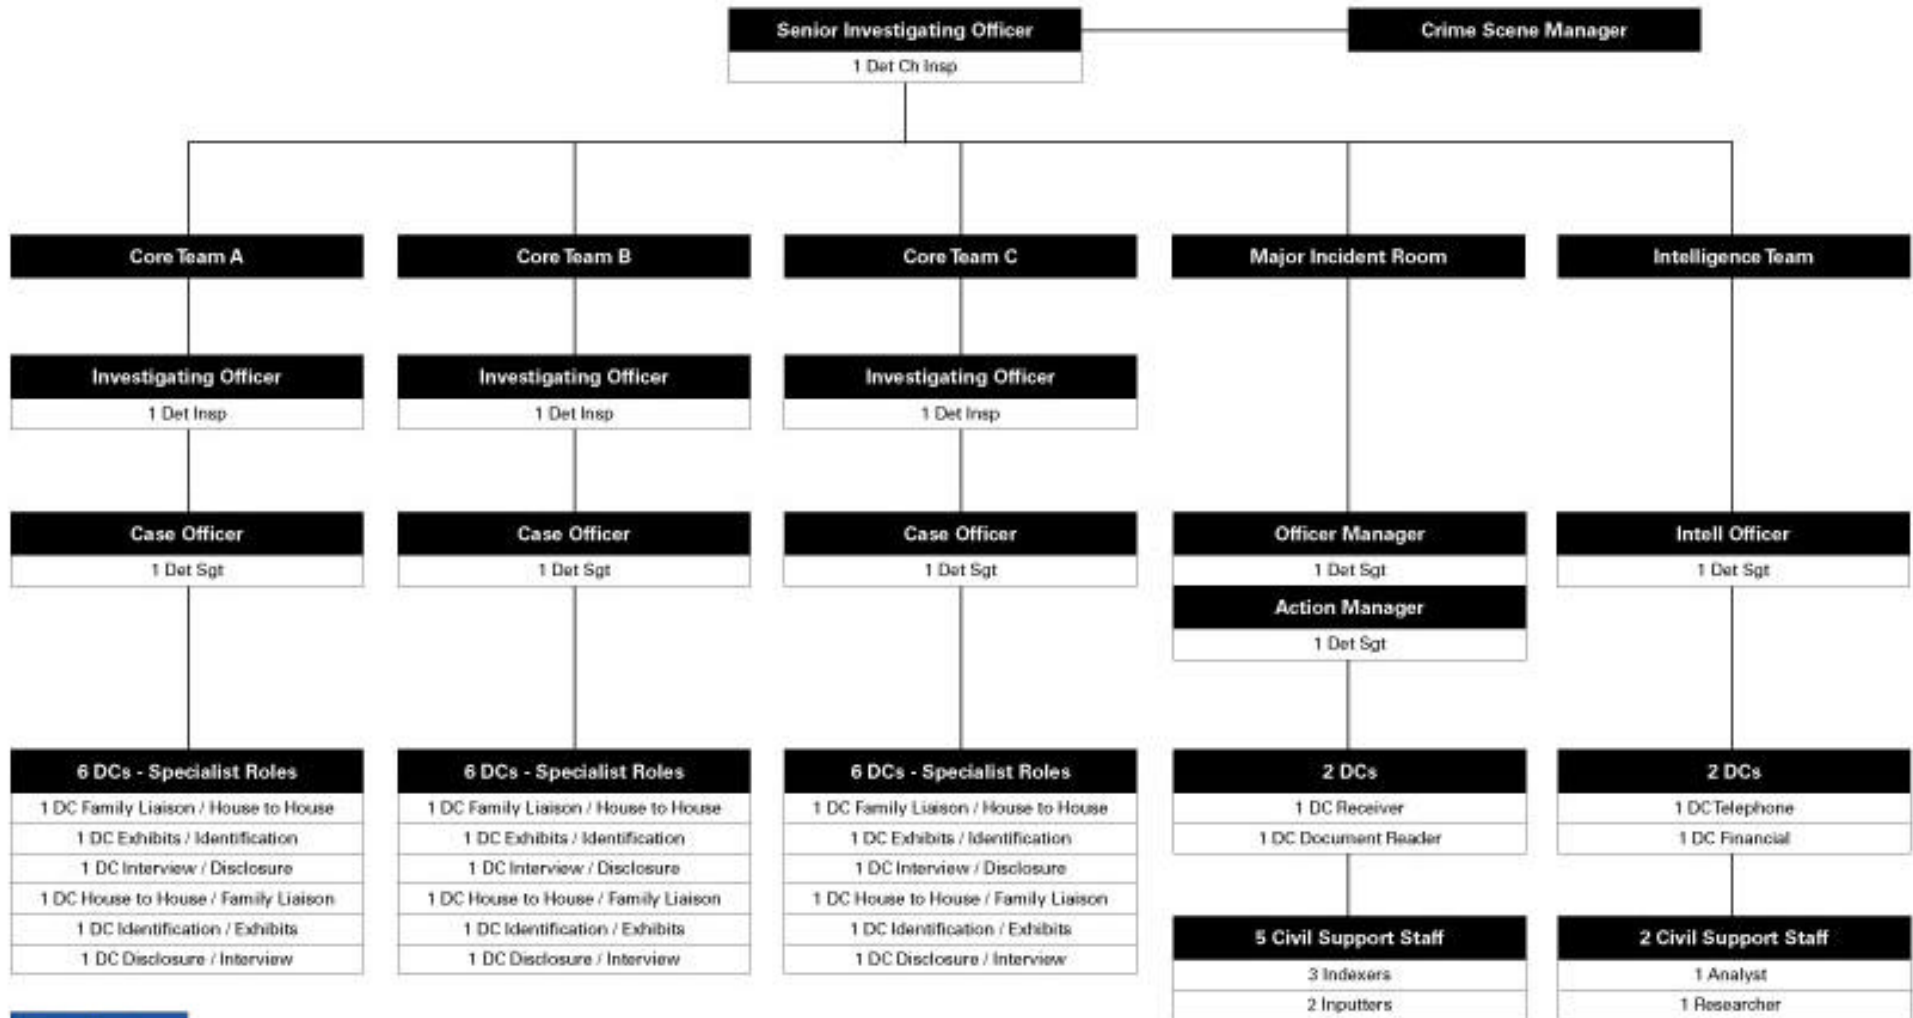 Senior Investigating Officer
1 Det Ch Insp
Crime Scene Manager
Core Team A
Core Team B
Core Team C
Major Incident Room
Intelligence Team
Investigating Officer
1 Det Insp
Investigating Officer
1 Det Insp
Investigating Officer
1 Det Insp
Case Officer
1 Det Sgt
Case Officer
1 Det Sgt
Case Officer
1 Det Sgt
Officer Manager
1 Det Sgt
Action Manager
1 Det Sgt
Intell Officer
1 Det Sgt
6 DCs - Specialist Roles
1 DC Family Liaison / House to House
1 DC Exhibits / Identification
1 DC Interview / Disclosure
1 DC House to House / Family Liaison
1 DC Identification / Exhibits
1 DC Disclosure / Interview
6 DCs - Specialist Roles
1 DC Family Liaison / House to House
1 DC Exhibits / Identification
1 DC Interview / Disclosure
1 DC House to House / Family Liaison
1 DC Identification / Exhibits
1 DC Disclosure / Interview
6 DCs - Specialist Roles
1 DC Family Liaison / House to House
1 DC Exhibits / Identification
1 DC Interview / Disclosure
1 DC House to House / Family Liaison
1 DC Identification / Exhibits
1 DC Disclosure / Interview
2 DCs
1 DC Receiver
1 DC Document Reader
5 Civil Support Staff
3 Indexers
2 Inputters
2 DCs
1 DC Telephone
1 DC Financial
2 Civil Support Staff
1 Analyst
1 Researcher